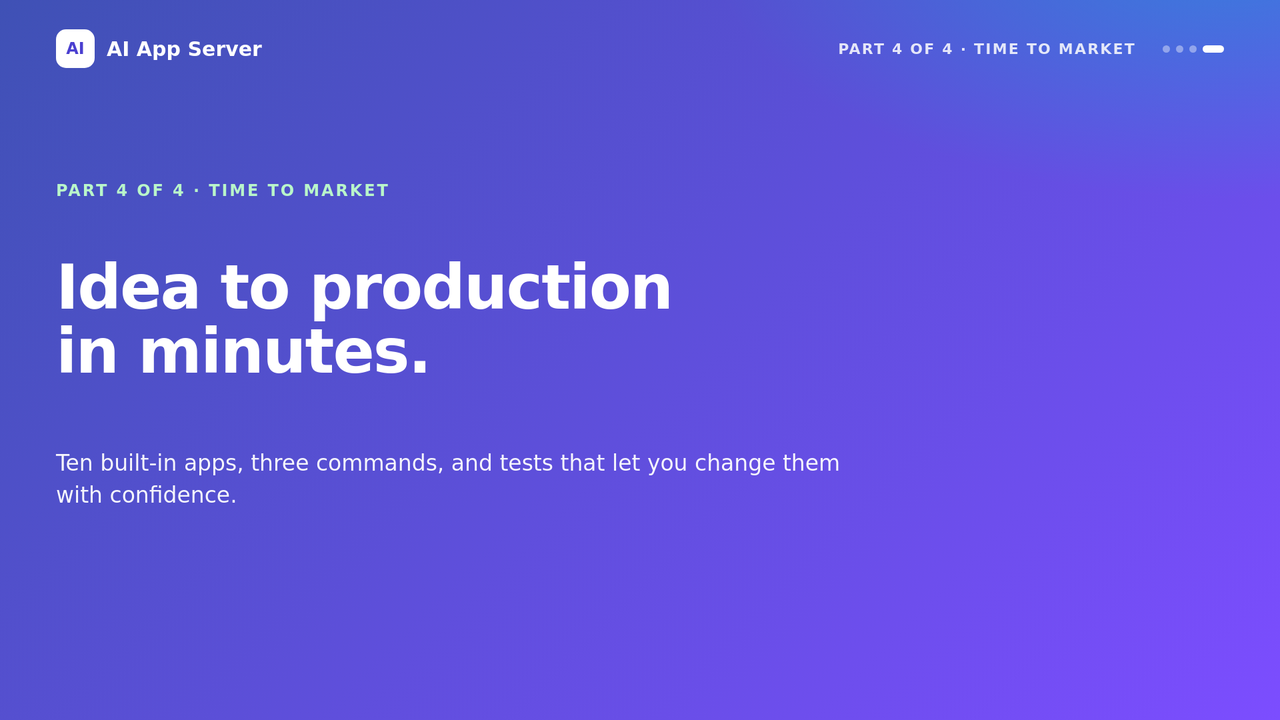 AI
AI App Server
PART 4 OF 4 · TIME TO MARKET
PART 4 OF 4 · TIME TO MARKET
Idea to production
in minutes.
Ten built-in apps, three commands, and tests that let you change them
with confidence.